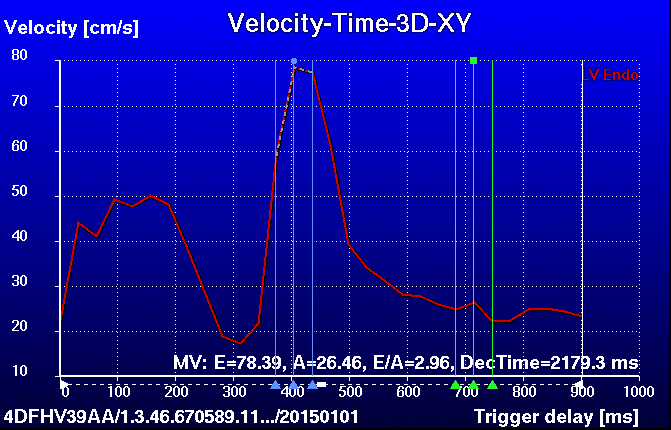 Velocity-Time-3D-XY
Velocity [cm/s]
80
70
60
50
40
30
20
10
V Endo
MV: E=78.39, A=26.46, E/A=2.96, DecTime=2179.3 ms
0 100 200 300 400 500 600 700 800 900 1000
4DFHV39AA/1.3.46.670589.11.../20150101 Trigger delay [ms]